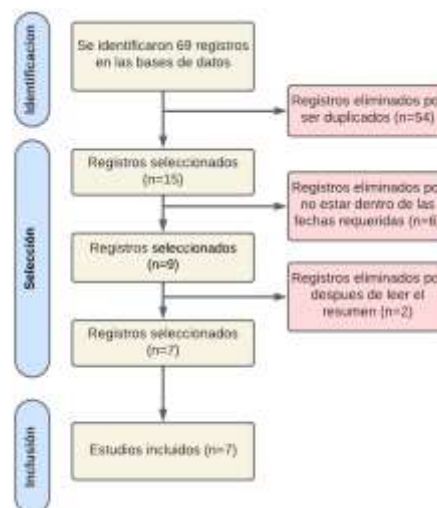 Identificacion
Se identificaron 69 registros
en las bases de datos
Registros eliminados po
ser duplicados (n=54)
Selección
Registros seleccionados
(n=15)
Registros eliminados po
no estar dentro de las
fechas requeridas (n=6
Registros seleccionados
(n=9)
Registros eliminados po
despues de leer el
resumen (n=2)
Registros seleccionados
(n=7)
Inclusión
Estudios incluidos (n=7)